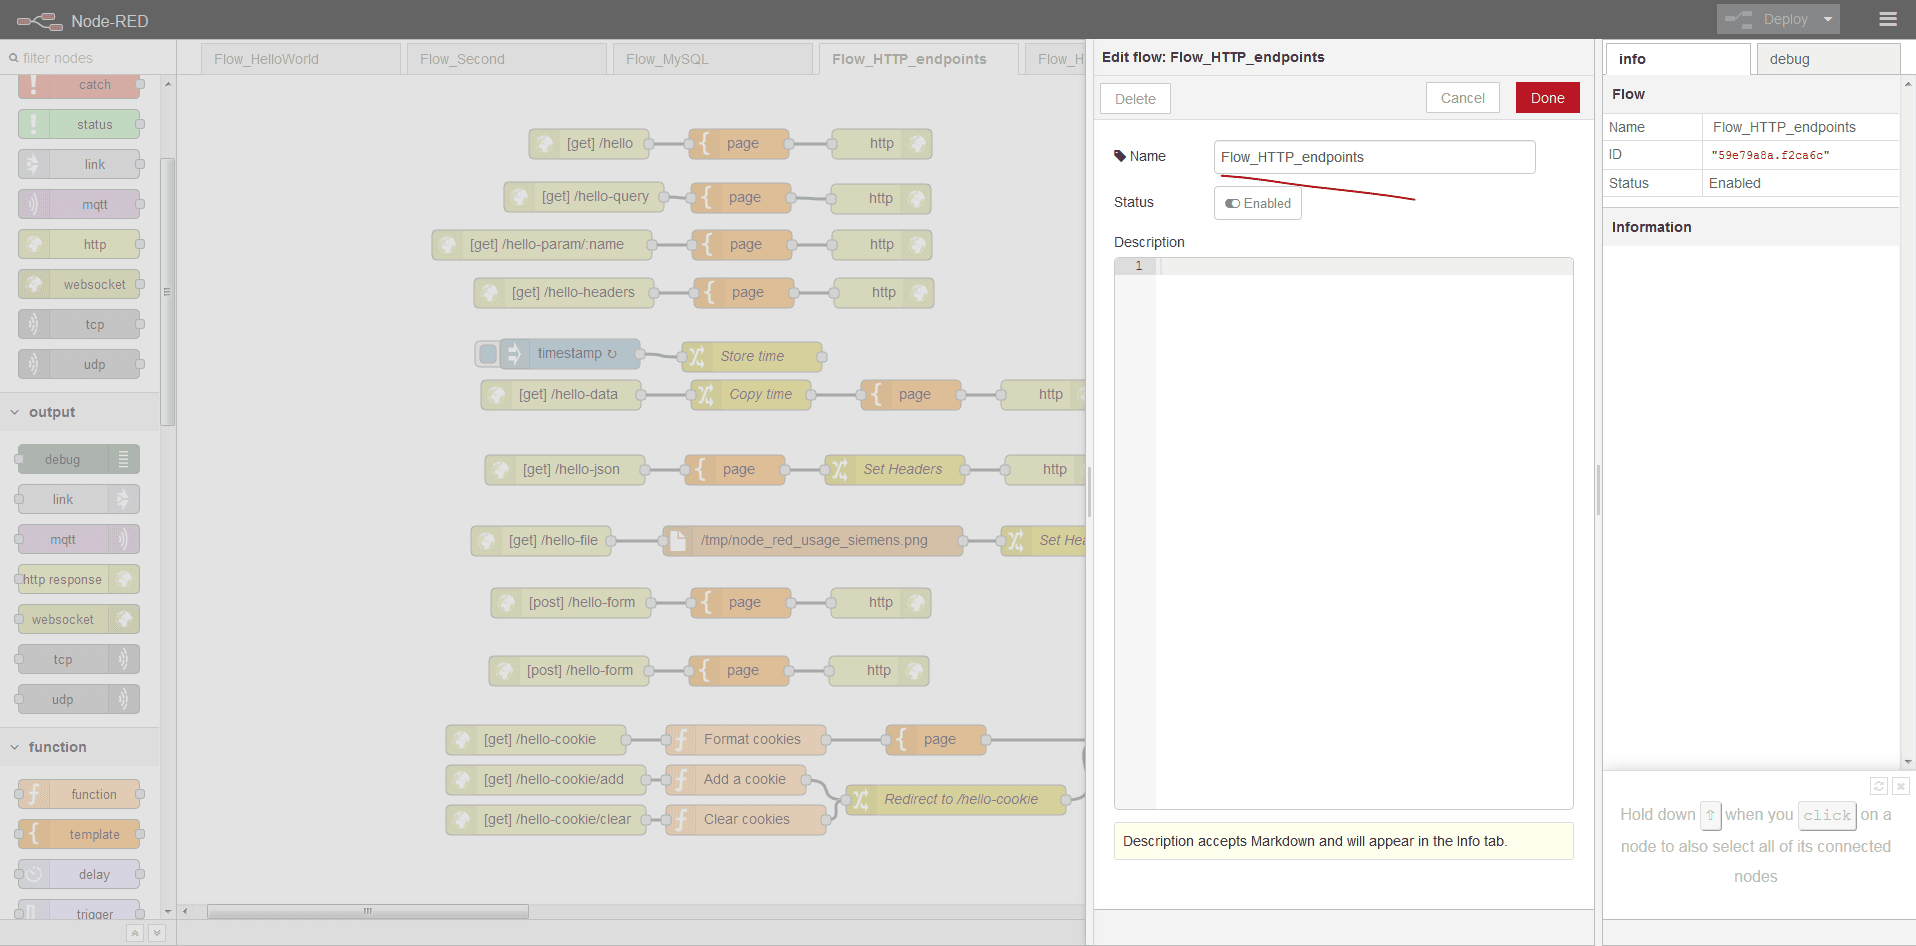 Node-RED
Deploy
filter nodes
Flow_HelloWorld
Flow_Second
Flow_MySQL
Flow_HTTP_endpoints
Flow_H
catch
status
link
mqtt
http
websocket
tcp
udp
output
debug
link
mqtt
http response
websocket
tcp
udp
function
function
template
delay
trigger
[get] /hello
page
http
[get] /hello-query
page
http
[get] /hello-param/:name
page
http
[get] /hello-headers
page
http
timestamp ↻
Store time
[get] /hello-data
Copy time
page
http
[get] /hello-json
page
Set Headers
http
[get] /hello-file
/tmp/node_red_usage_siemens.png
Set Hea
[post] /hello-form
page
http
[post] /hello-form
page
http
[get] /hello-cookie
Format cookies
page
[get] /hello-cookie/add
Add a cookie
Redirect to /hello-cookie
[get] /hello-cookie/clear
Clear cookies
Edit flow: Flow_HTTP_endpoints
Delete
Cancel
Done
Name
Flow_HTTP_endpoints
Status
Enabled
Description
1
Description accepts Markdown and will appear in the Info tab.
info
debug
Flow
Name
Flow_HTTP_endpoints
ID
"59e79a8a.f2ca6c"
Status
Enabled
Information
Hold down ⇧ when you click on a
node to also select all of its connected
nodes